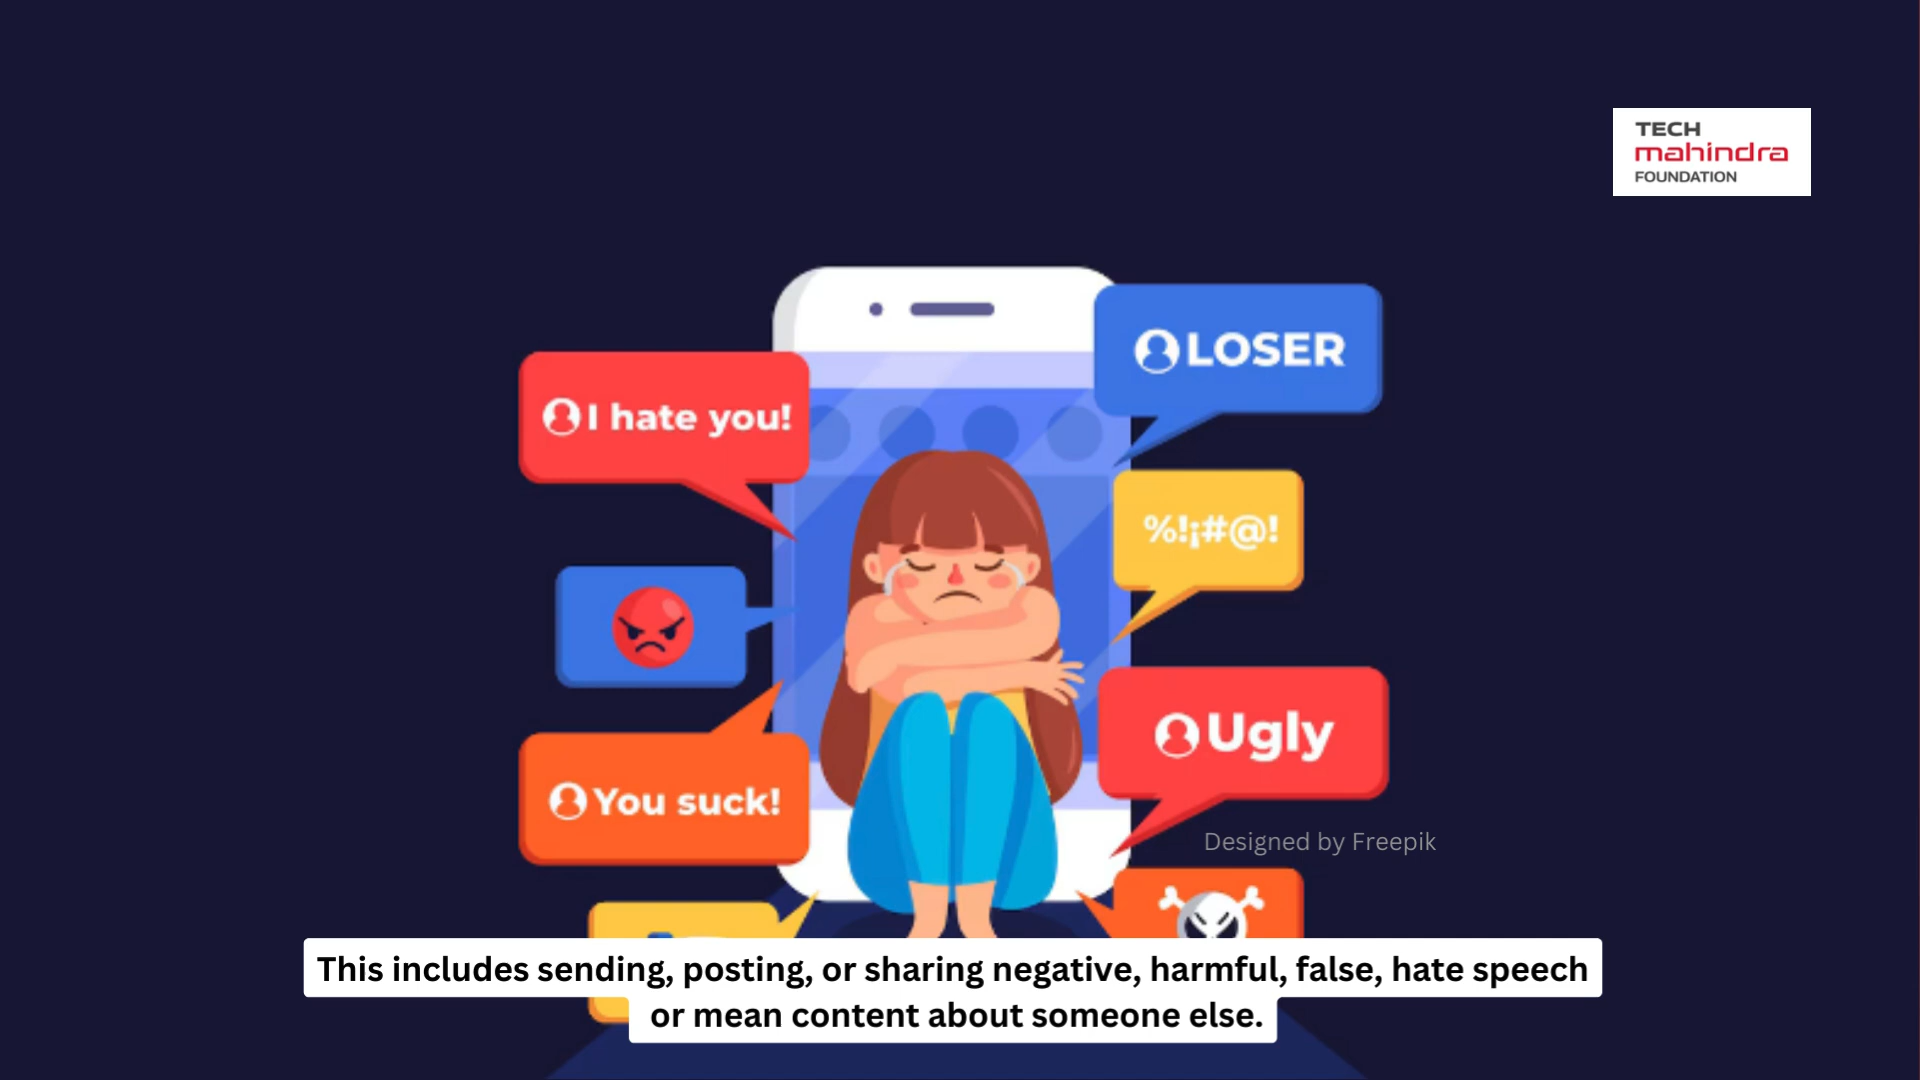 TECH
mahindra
FOUNDATION
LOSER
I hate you!
%!¡#@!
Ugly
You suck!
Designed by Freepik
This includes sending, posting, or sharing negative, harmful, false, hate speech
or mean content about someone else.